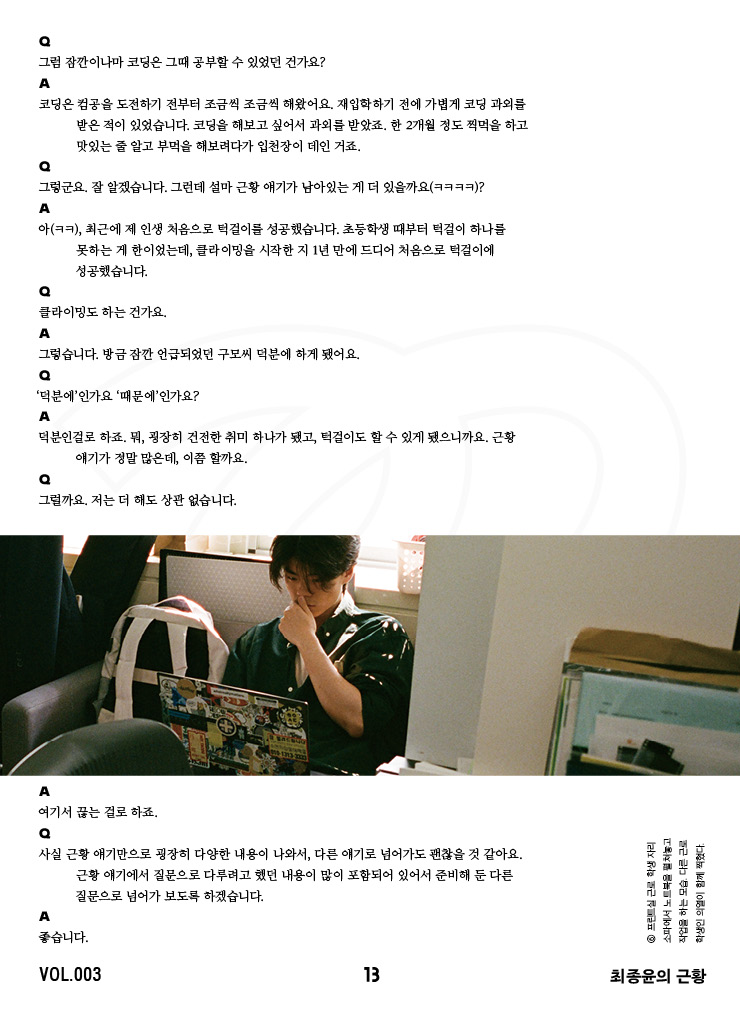 Q
그럼 잠깐이나마 코딩은 그때 공부할 수 있었던 건가요?
A
코딩은 컴공을 도전하기 전부터 조금씩 조금씩 해왔어요. 재입학하기 전에 가볍게 코딩 과외를
받은 적이 있었습니다. 코딩을 해보고 싶어서 과외를 받았죠. 한 2개월 정도 찍먹을 하고
맛있는 줄 알고 부먹을 해보려다가 입천장이 데인 거죠.
Q
그렇군요. 잘 알겠습니다. 그런데 설마 근황 얘기가 남아있는 게 더 있을까요(ㅋㅋㅋㅋ)?
A
아(ㅋㅋ), 최근에 제 인생 처음으로 턱걸이를 성공했습니다. 초등학생 때부터 턱걸이 하나를
못하는 게 한이었는데, 클라이밍을 시작한 지 1년 만에 드디어 처음으로 턱걸이에
성공했습니다.
Q
클라이밍도 하는 건가요.
A
그렇습니다. 방금 잠깐 언급되었던 구모씨 덕분에 하게 됐어요.
Q
‘덕분에’인가요 ‘때문에’인가요?
A
덕분인걸로 하죠. 뭐, 굉장히 건전한 취미 하나가 됐고, 턱걸이도 할 수 있게 됐으니까요. 근황
얘기가 정말 많은데, 이쯤 할까요.
Q
그럴까요. 저는 더 해도 상관 없습니다.
A
여기서 끊는 걸로 하죠.
Q
사실 근황 얘기만으로 굉장히 다양한 내용이 나와서, 다른 얘기로 넘어가도 괜찮을 것 같아요.
근황 얘기에서 질문으로 다루려고 했던 내용이 많이 포함되어 있어서 준비해 둔 다른
질문으로 넘어가 보도록 하겠습니다.
A
좋습니다.
ⓒ 프린트실 근로 학생 자리
소파에서 노트북을 펼쳐놓고
작업을 하는 모습. 다른 근로
학생인 의열이 함께 찍혔다.
VOL.003
13
최종윤의 근황